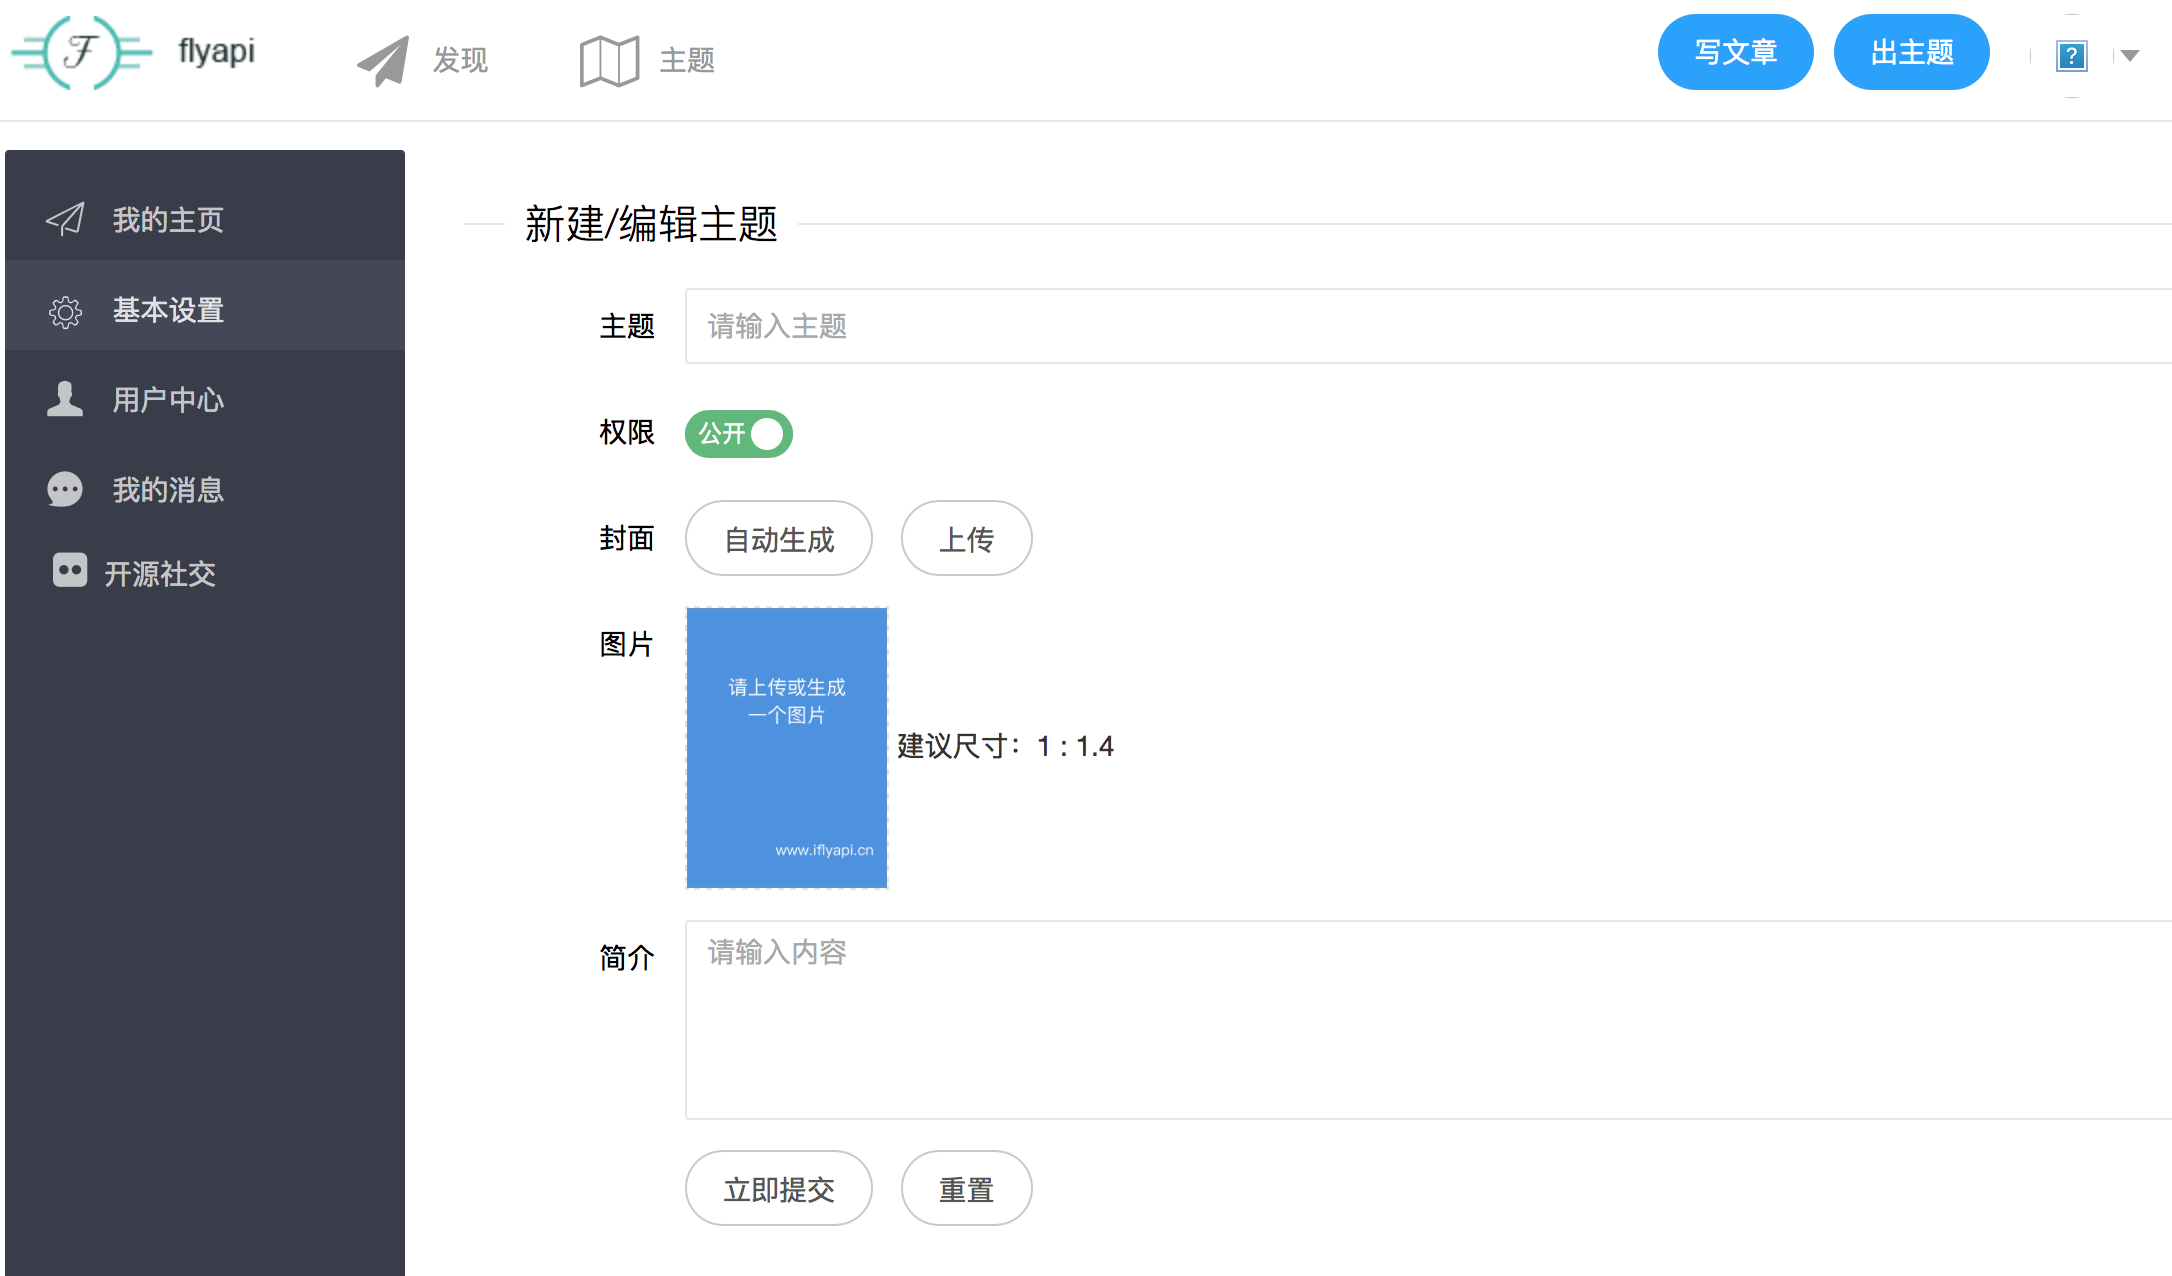 flyapi
发现
主题
写文章
出主题
我的主页
基本设置
用户中心
我的消息
开源社交
新建/编辑主题
主题
请输入主题
权限
公开
封面
自动生成
上传
图片
请上传或生成
一个图片
www.iflyapi.cn
建议尺寸：1 : 1.4
简介
请输入内容
立即提交
重置